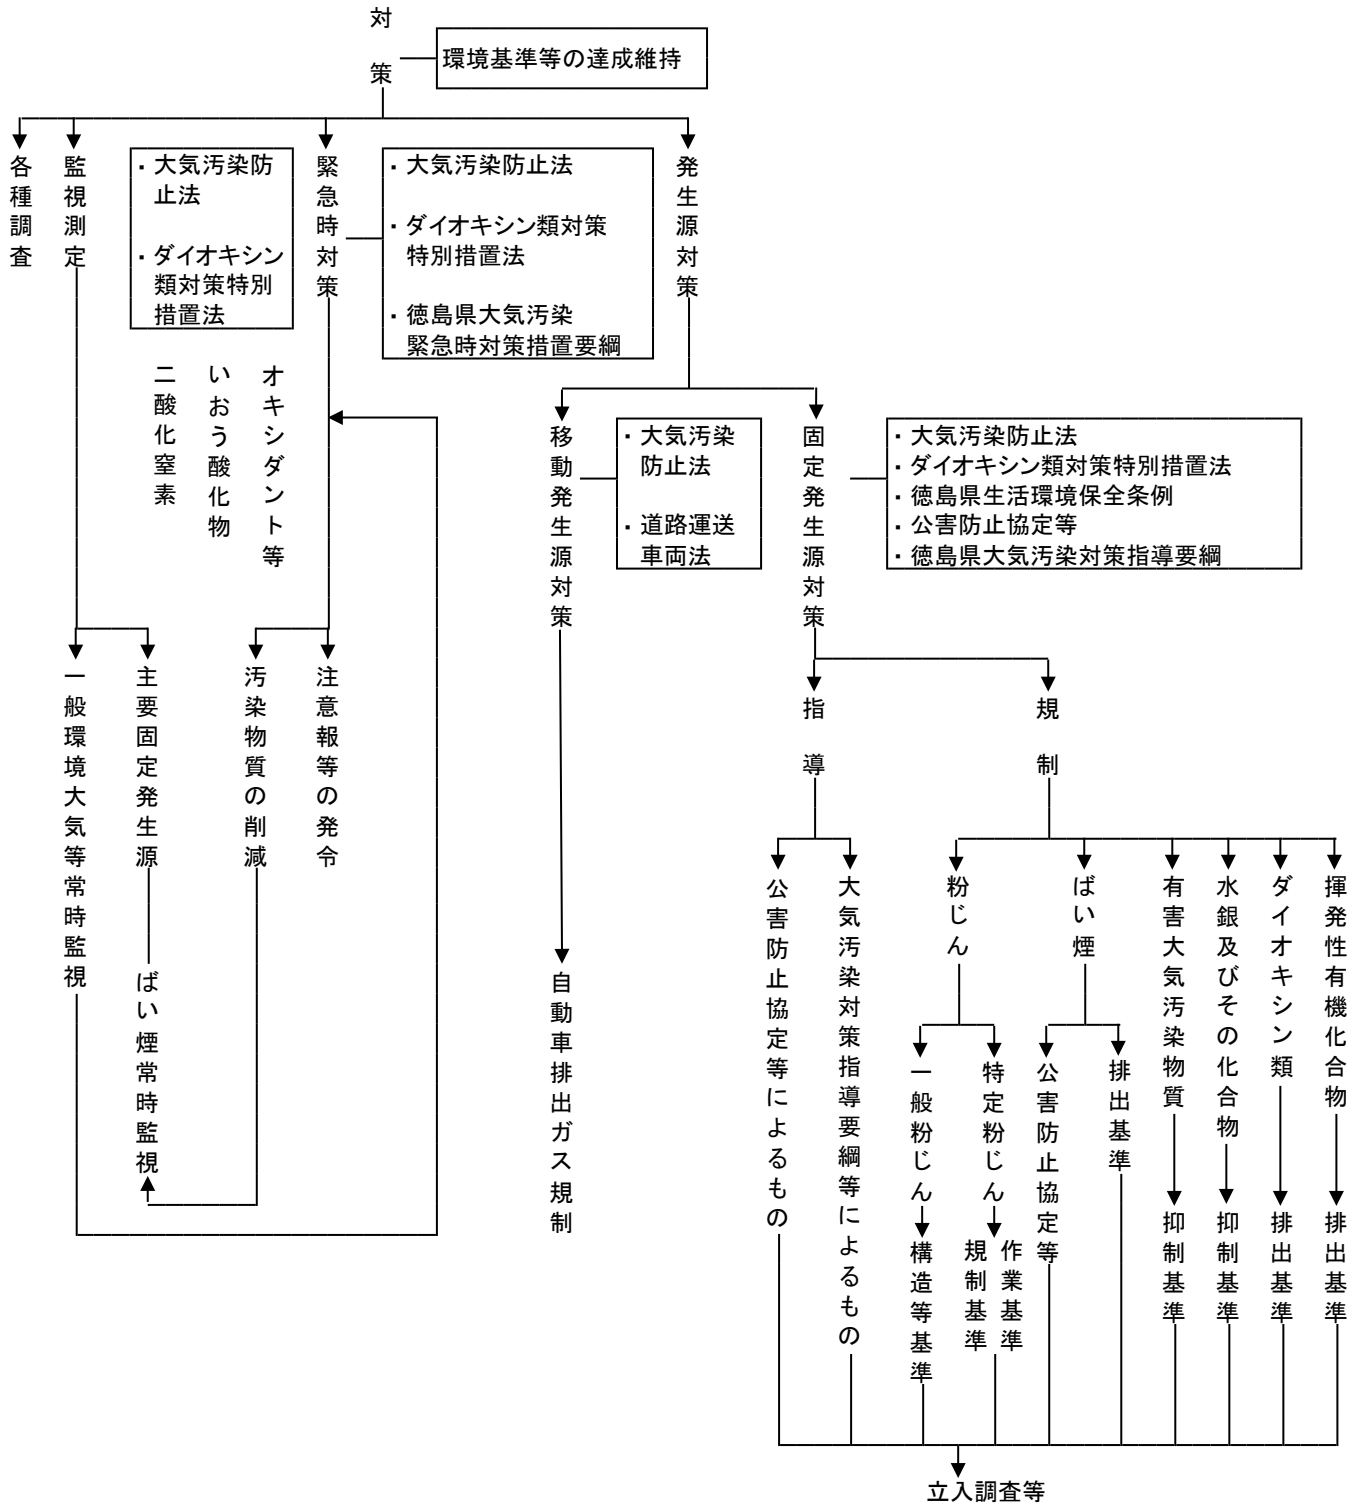 対策
環境基準等の達成維持
各種調査
監視測定
・大気汚染防
止法
・ダイオキシン
類対策特別
措置法
緊急時対策
・大気汚染防止法
・ダイオキシン類対策
特別措置法
・徳島県大気汚染
緊急時対策措置要綱
発生源対策
二酸化窒素
いおう酸化物
オキシダント等
移動発生源対策
・大気汚染
防止法
・道路運送
車両法
固定発生源対策
・大気汚染防止法
・ダイオキシン類対策特別措置法
・徳島県生活環境保全条例
・公害防止協定等
・徳島県大気汚染対策指導要綱
一般環境大気等常時監視
主要固定発生源
ばい煙常時監視
汚染物質の削減
注意報等の発令
自動車排出ガス規制
指導
規制
公害防止協定等によるもの
大気汚染対策指導要綱等によるもの
粉じん
ばい煙
有害大気汚染物質
水銀及びその化合物
ダイオキシン類
揮発性有機化合物
一般粉じん
特定粉じん
公害防止協定等
排出基準
構造等基準
規制基準
作業基準
抑制基準
抑制基準
排出基準
排出基準
立入調査等